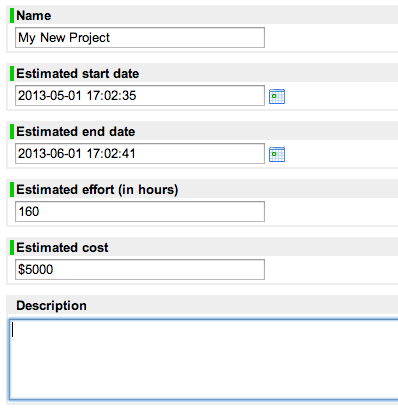 Name
My New Project
Estimated start date
2013-05-01 17:02:35
Estimated end date
2013-06-01 17:02:41
Estimated effort (in hours)
160
Estimated cost
$5000
Description